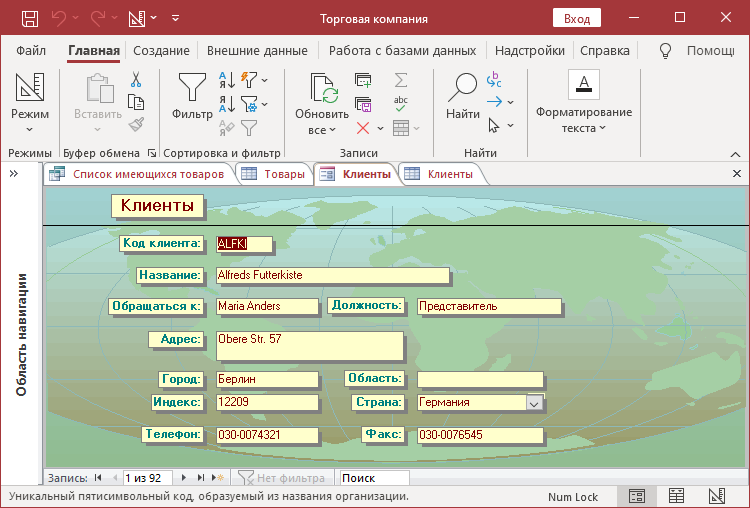 Торговая компания
Вход
Файл Главная Создание Внешние данные Работа с базами данных Надстройки Справка Помощы
Режим
Вставить
Фильтр
Обновить все
abc
Найти
Форматирование текста
Режимы Буфер обмена Сортировка и фильтр Записи Найти
Список имеющихся товаров Товары Клиенты Клиенты
Область навигации
Клиенты
Код клиента: ALFKI
Название: Alfreds Futterkiste
Обращаться к: Maria Anders Должность: Представитель
Адрес: Obere Str. 57
Город: Берлин Область:
Индекс: 12209 Страна: Германия
Телефон: 030-0074321 Факс: 030-0076545
Запись: 1 из 92 Нет фильтра Поиск
Уникальный пятисимвольный код, образуемый из названия организации. Num Lock